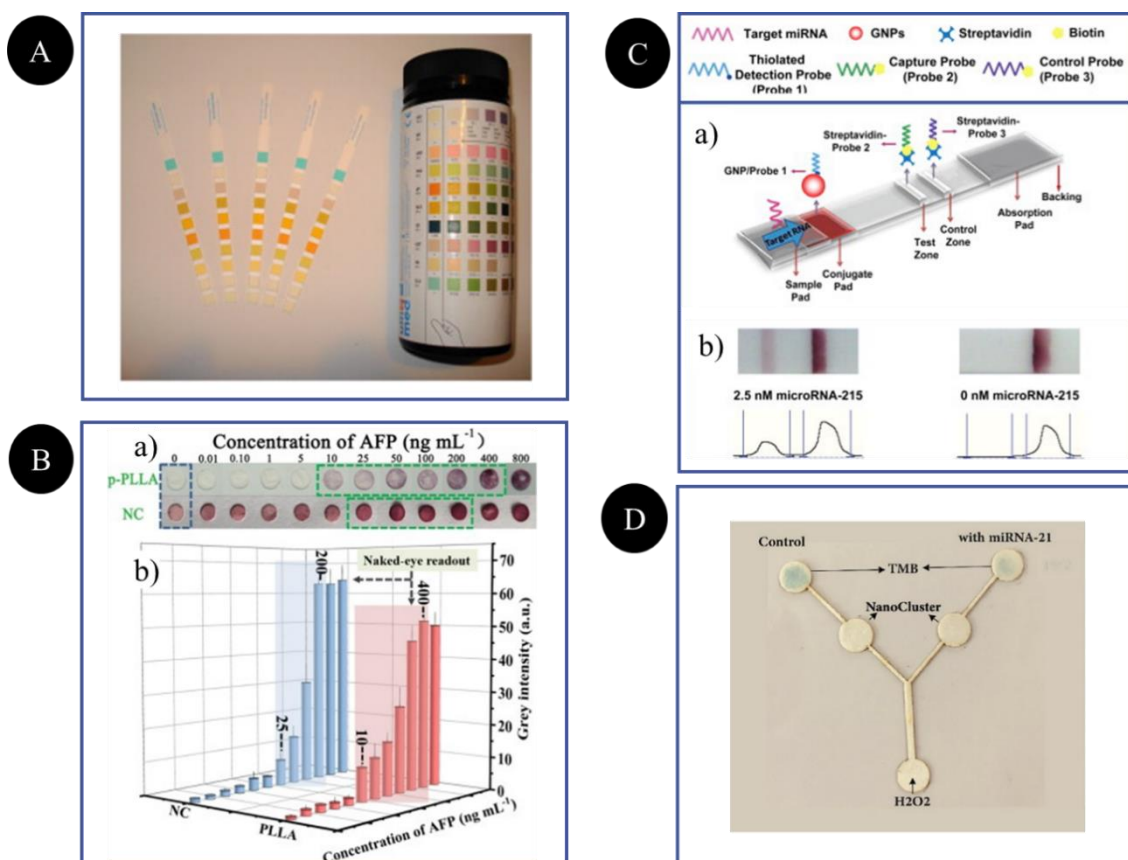 A
B
a)
Concentration of AFP (ng mL⁻¹)
0 0.01 0.10 1 5 10 25 50 100 200 400 800
p-PLLA
NC
b)
Naked-eye readout
200
400
25
10
70
60
50
40
30
20
10
0
Grey intensity (a.u.)
NC
PLLA
Concentration of AFP (ng mL⁻¹)
C
Target miRNA GNPs Streptavidin Biotin
Thiolated
Detection Probe
(Probe 1)
Capture Probe
(Probe 2)
Control Probe
(Probe 3)
a)
Streptavidin-
Probe 3
Streptavidin-
Probe 2
GNP/Probe 1
Target RNA
Backing
Absorption
Pad
Control
Zone
Test
Zone
Conjugate
Pad
Sample
Pad
b)
2.5 nM microRNA-215
0 nM microRNA-215
D
Control
with miRNA-21
TMB
NanoCluster
H2O2